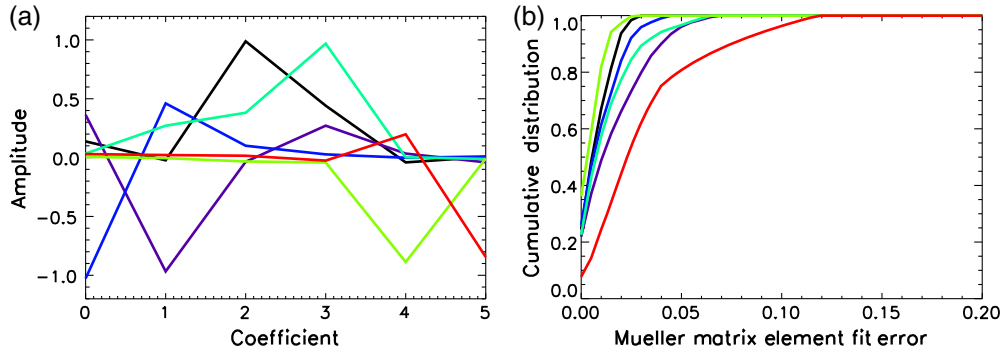 (a)
1.0
0.5
0.0
-0.5
-1.0
Amplitude
0 1 2 3 4 5
Coefficient
(b)
1.0
0.8
0.6
0.4
0.2
0.0
Cumulative distribution
0.00 0.05 0.10 0.15 0.20
Mueller matrix element fit error